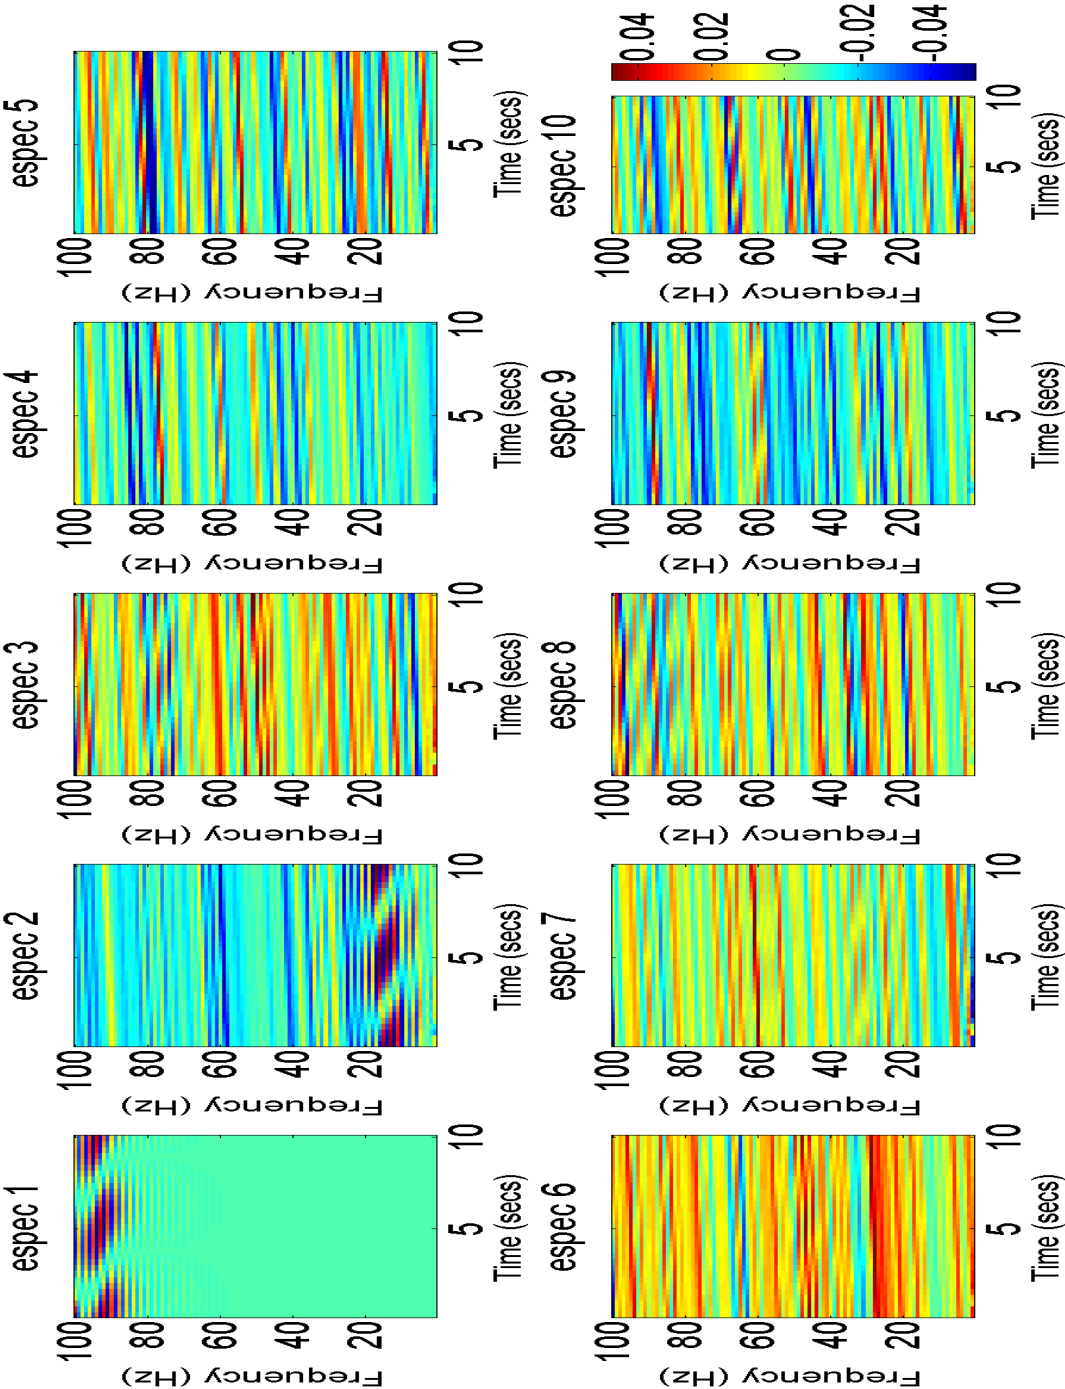 espec 1
Frequency (Hz)
100
80
60
40
20
5 10
Time (secs)
espec 2
Frequency (Hz)
100
80
60
40
20
5 10
Time (secs)
espec 3
Frequency (Hz)
100
80
60
40
20
5 10
Time (secs)
espec 4
Frequency (Hz)
100
80
60
40
20
5 10
Time (secs)
espec 5
Frequency (Hz)
100
80
60
40
20
5 10
Time (secs)
espec 6
Frequency (Hz)
100
80
60
40
20
5 10
Time (secs)
espec 7
Frequency (Hz)
100
80
60
40
20
5 10
Time (secs)
espec 8
Frequency (Hz)
100
80
60
40
20
5 10
Time (secs)
espec 9
Frequency (Hz)
100
80
60
40
20
5 10
Time (secs)
espec 10
Frequency (Hz)
100
80
60
40
20
5 10
Time (secs)
0.04
0.02
0
-0.02
-0.04